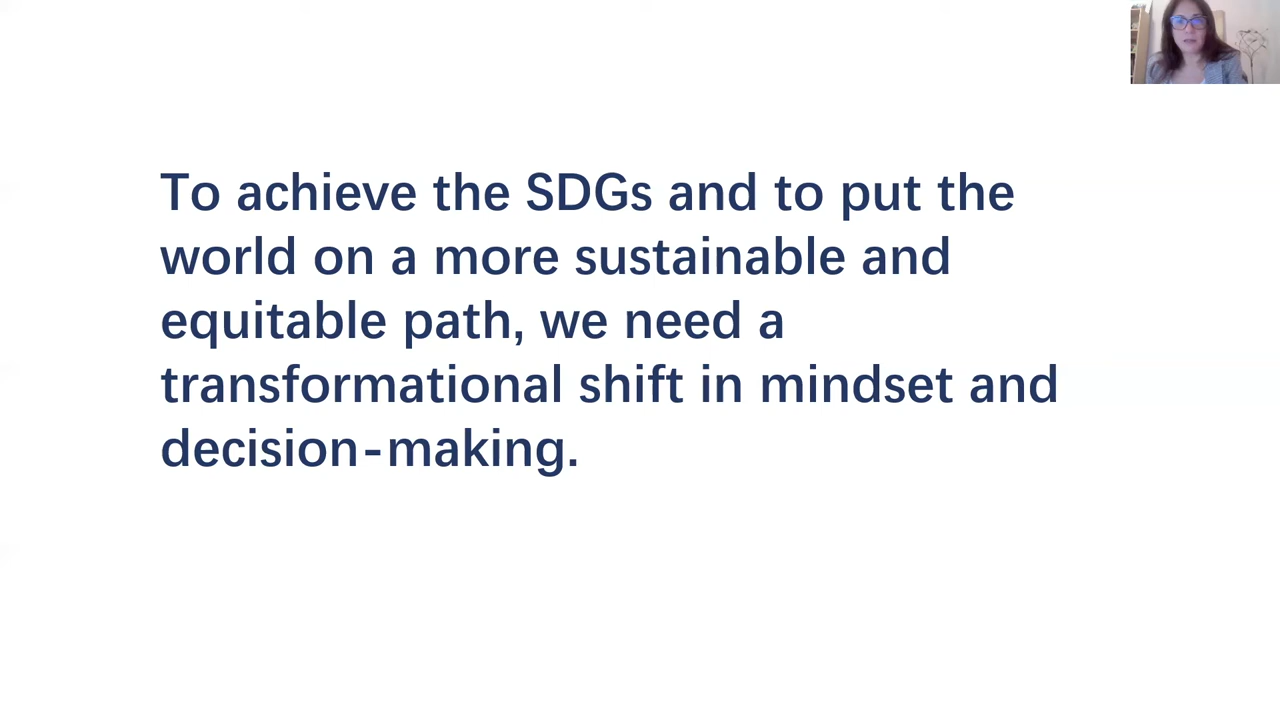 To achieve the SDGs and to put the
world on a more sustainable and
equitable path, we need a
transformational shift in mindset and
decision-making.